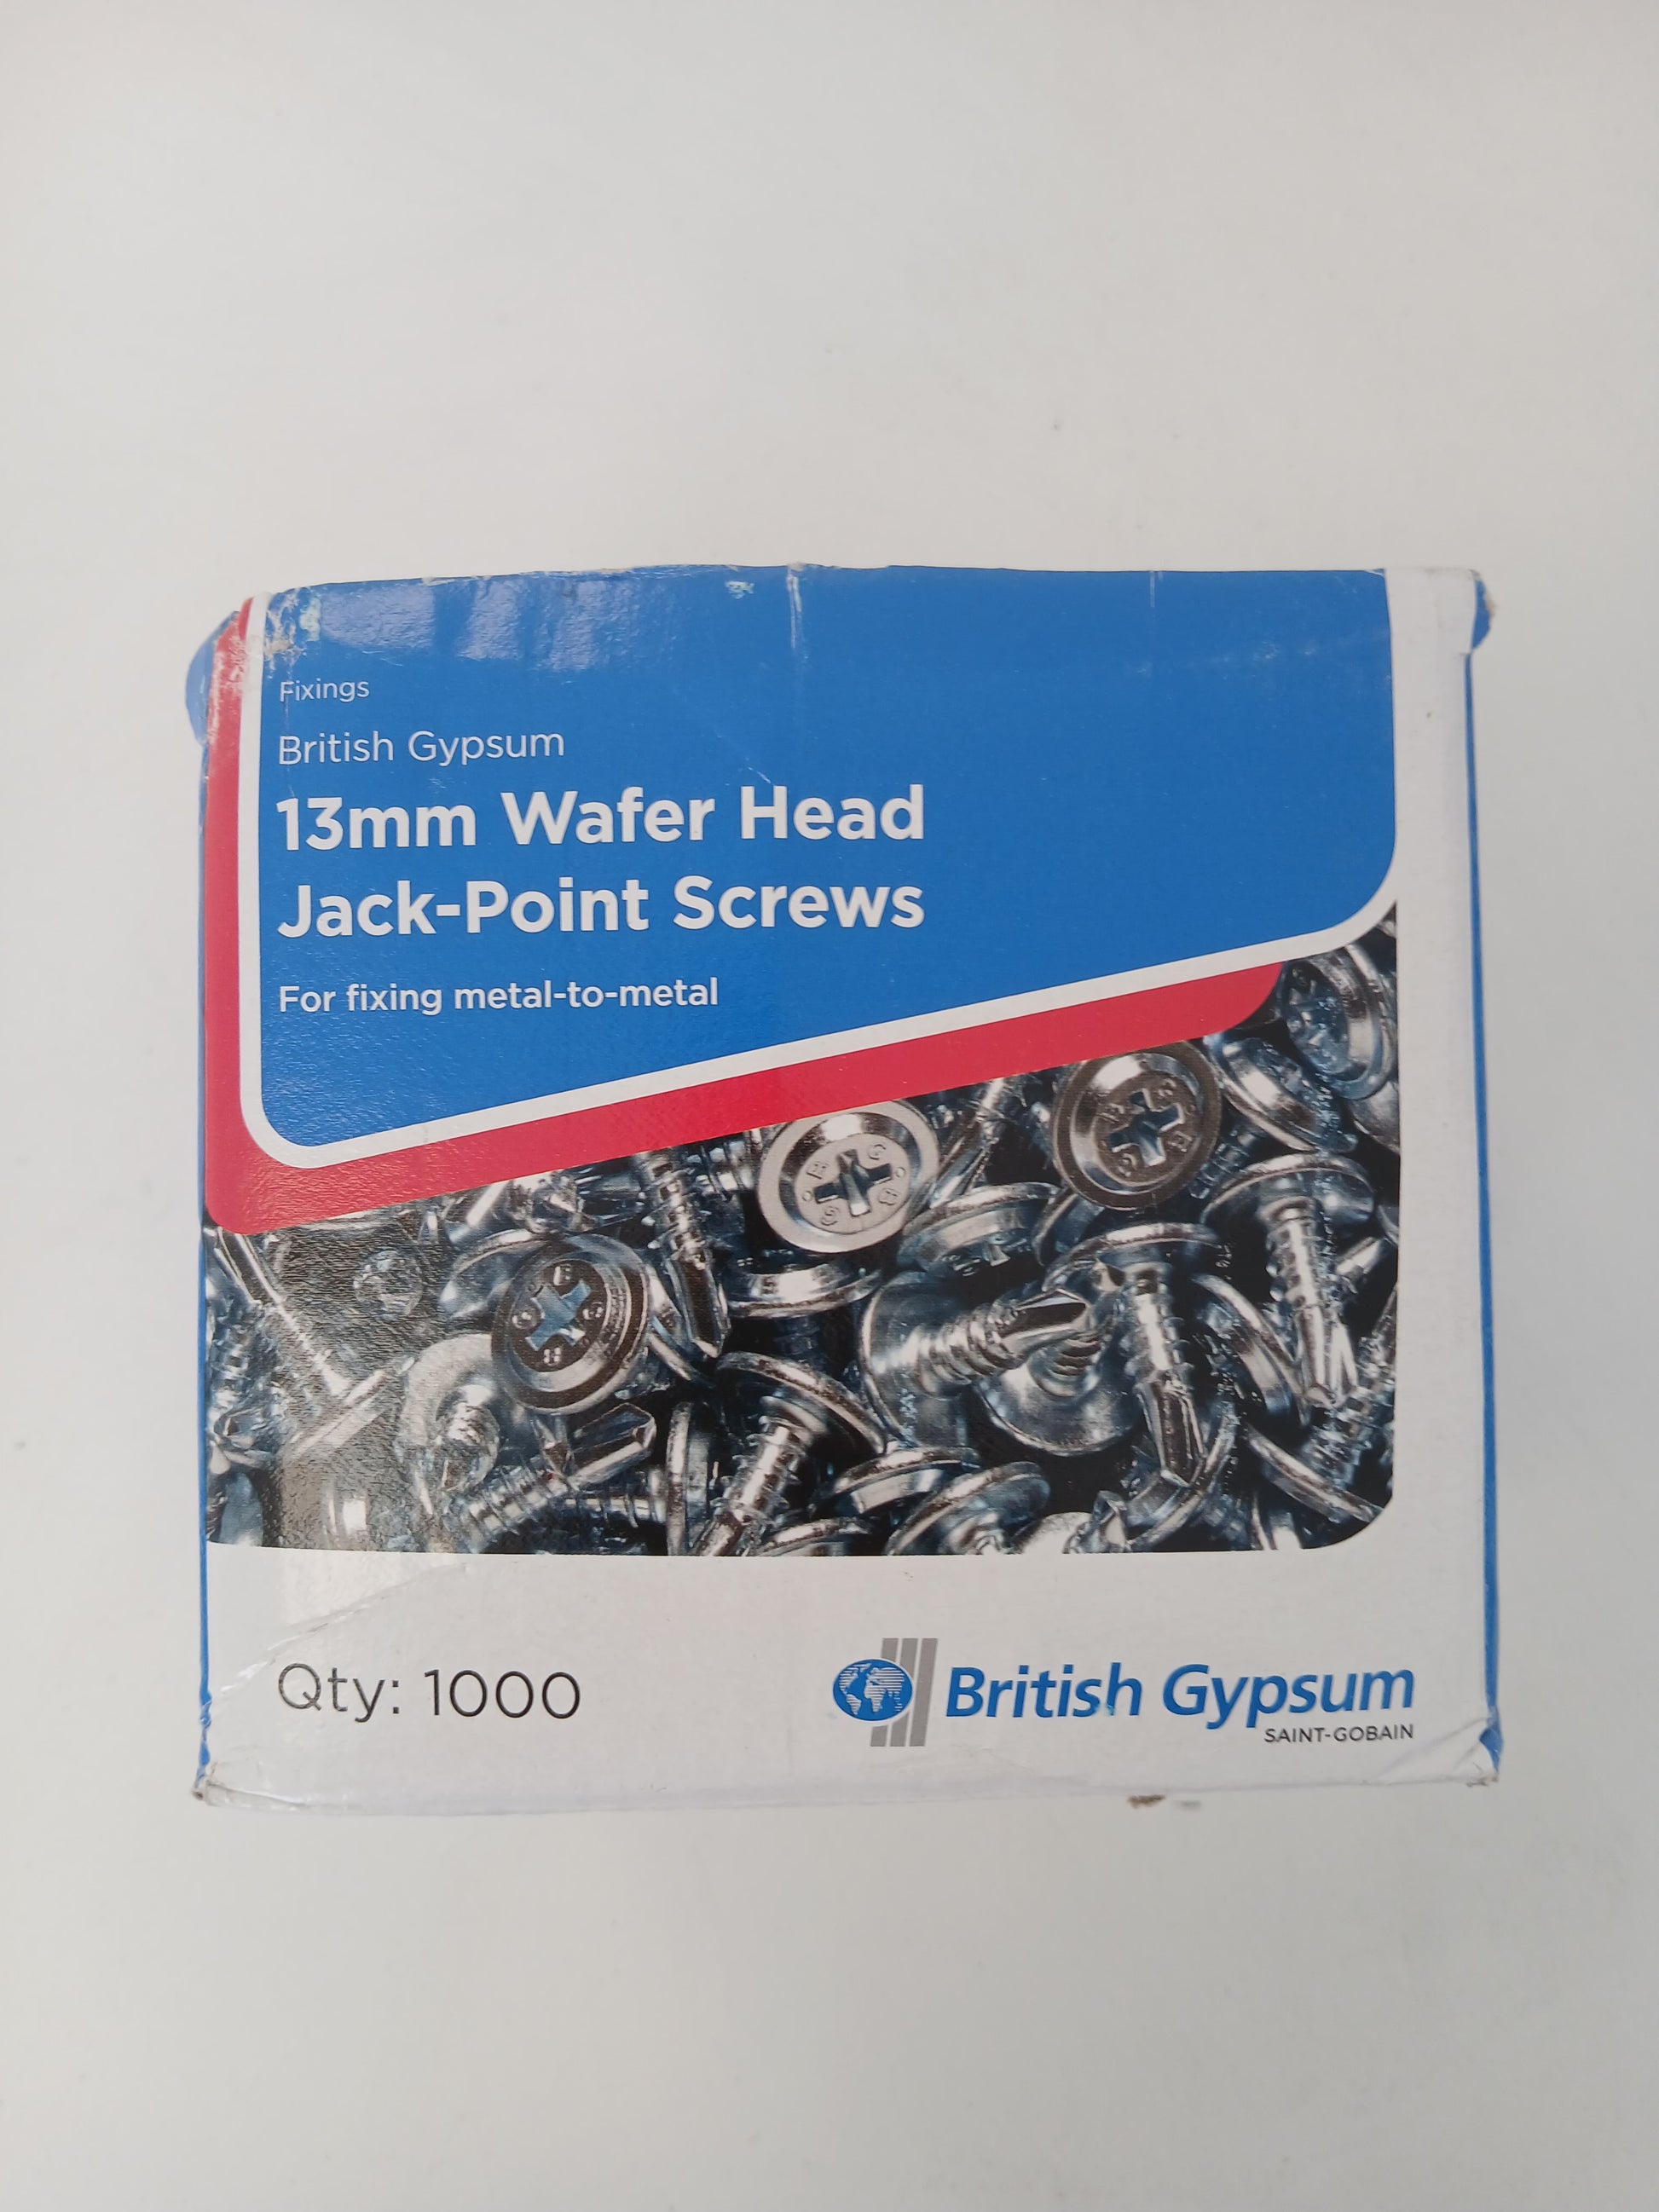 Fixings
British Gypsum
13mm Wafer Head
Jack-Point Screws
For fixing metal-to-metal
Qty: 1000
British Gypsum
SAINT-GOBAIN